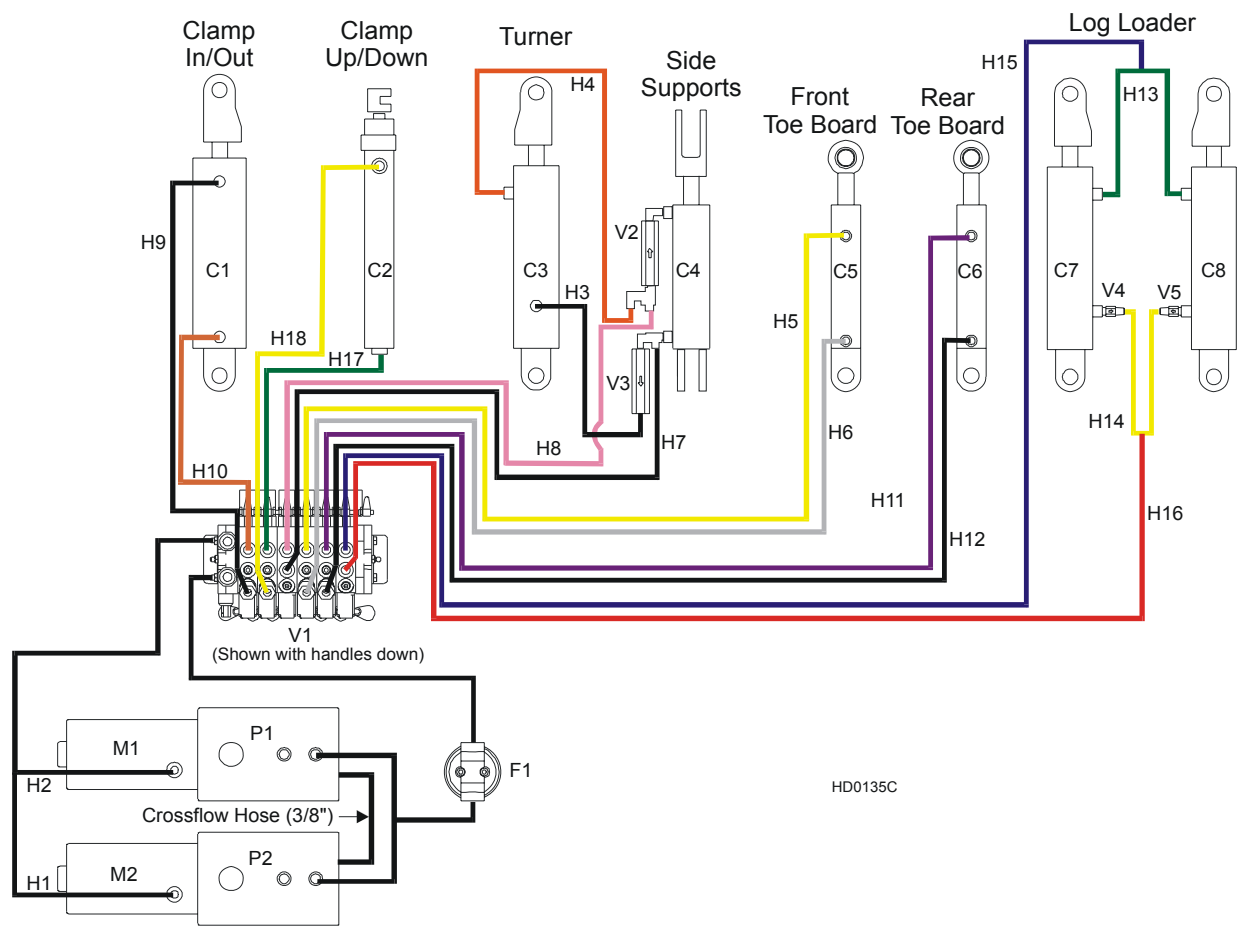 Clamp
In/Out
Clamp
Up/Down
Turner
Side
Supports
Front
Toe Board
Rear
Toe Board
Log Loader
H4
H15
H13
H9
C1
C2
C3
V2
C4
C5
C6
C7
V4
V5
C8
H3
H5
H18
H17
V3
H14
H6
H7
H8
H10
H11
H16
H12
V1
(Shown with handles down)
M1
P1
F1
H2
HD0135C
Crossflow Hose (3/8")
M2
P2
H1